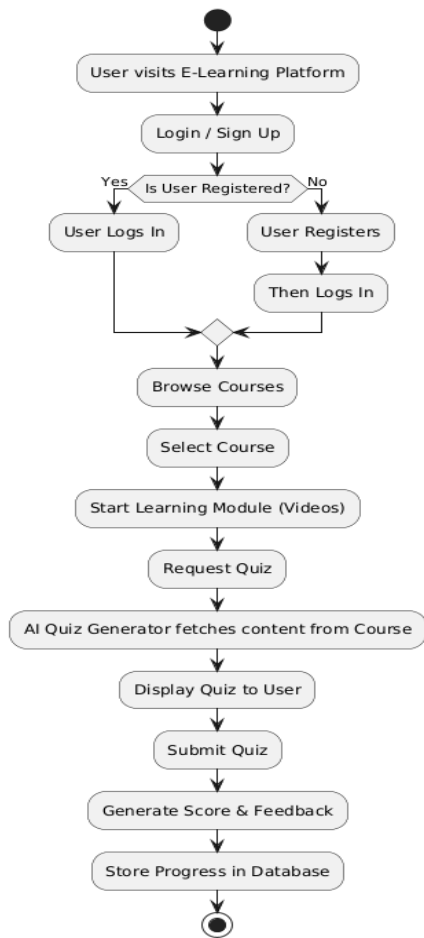 User visits E-Learning Platform
Login / Sign Up
Is User Registered?
Yes
No
User Logs In
User Registers
Then Logs In
Browse Courses
Select Course
Start Learning Module (Videos)
Request Quiz
AI Quiz Generator fetches content from Course
Display Quiz to User
Submit Quiz
Generate Score & Feedback
Store Progress in Database